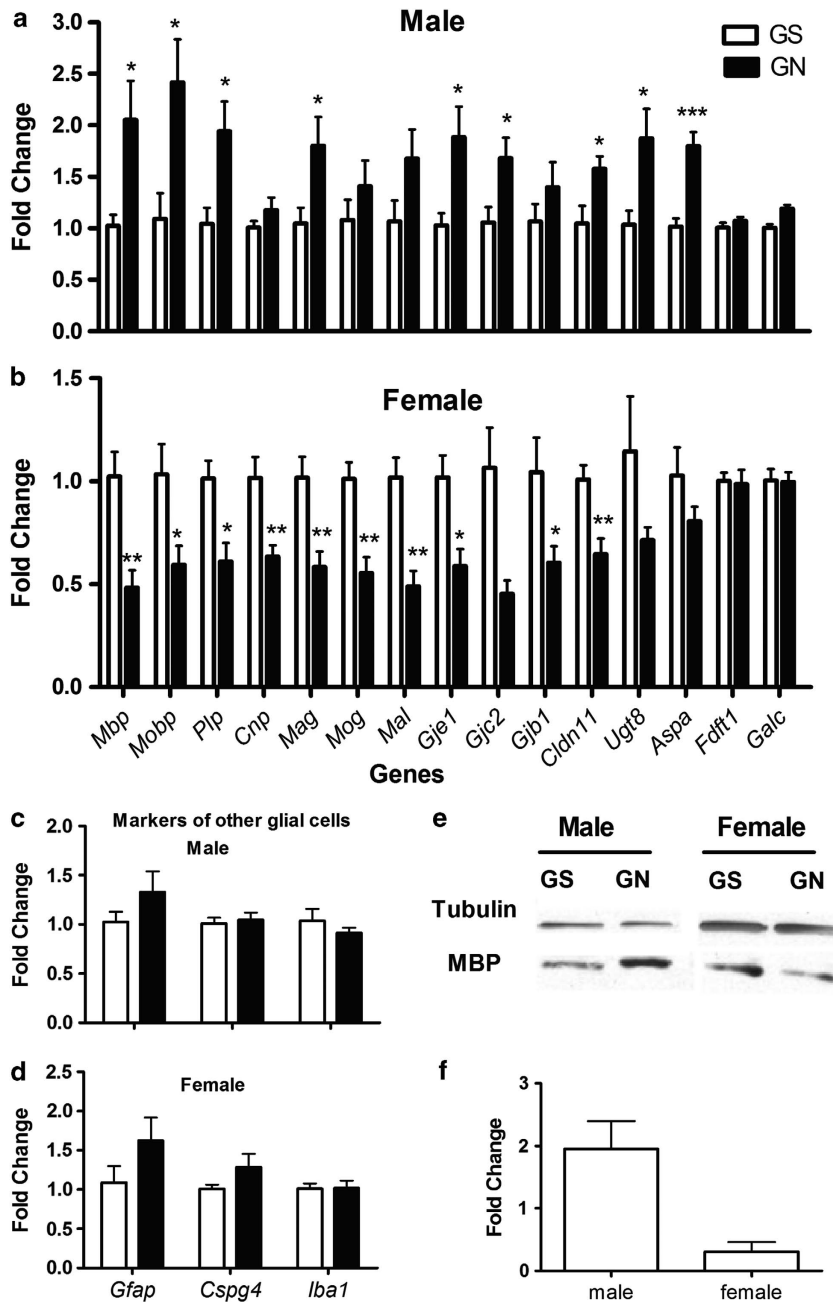 a
Male
GS
GN
Fold Change
3.0
2.5
2.0
1.5
1.0
0.5
0.0
* * * * * * * * ***
b
Female
Fold Change
1.5
1.0
0.5
0.0
** * * ** ** ** ** * * **
Mbp Mobp Plp Cnp Mag Mog Mal Gje1 Gjc2 Gjb1 Cldn11 Ugt8 Aspa Fdft1 Galc
Genes
c
Markers of other glial cells
Male
Fold Change
2.0
1.5
1.0
0.5
0.0
d
Female
Fold Change
2.5
2.0
1.5
1.0
0.5
0.0
Gfap Cspg4 Iba1
e
Male Female
GS GN GS GN
Tubulin
MBP
f
Fold Change
3
2
1
0
male female